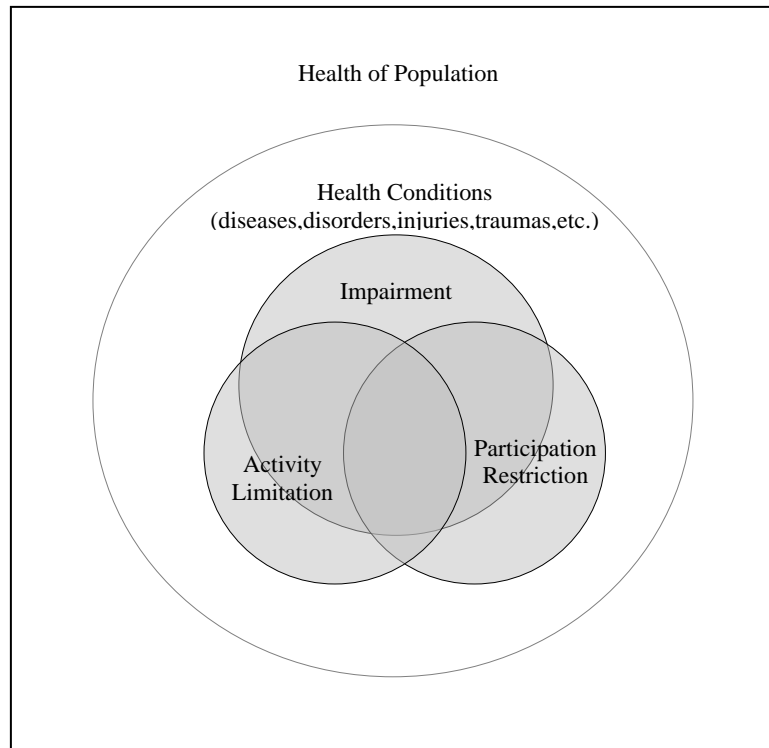 Health of Population
Health Conditions
(diseases,disorders,injuries,traumas,etc.)
Impairment
Activity
Limitation
Participation
Restriction